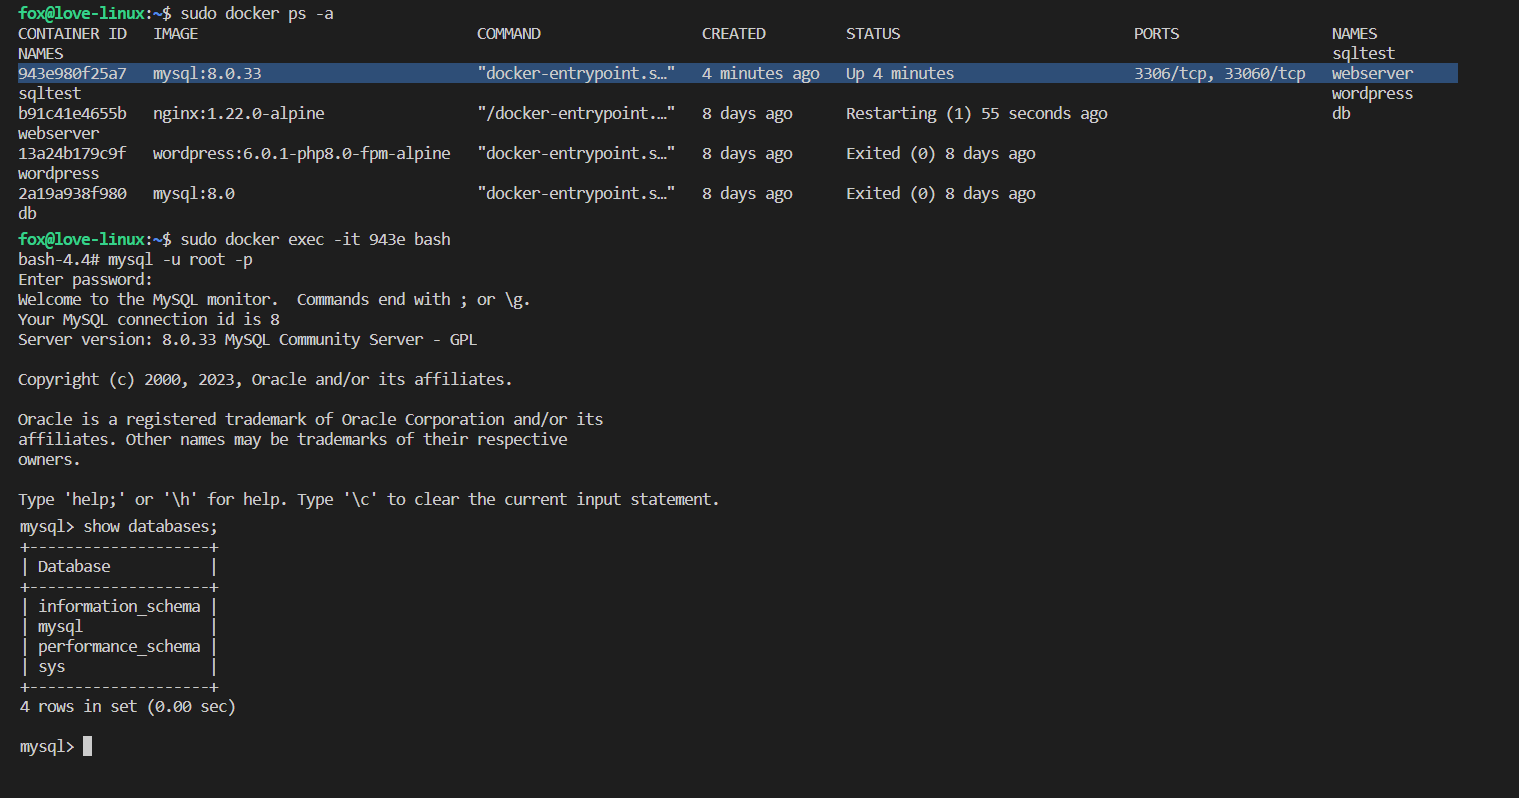 fox@love-linux:~$ sudo docker ps -a
CONTAINER ID   IMAGE                               COMMAND                  CREATED         STATUS                          PORTS                 NAMES
NAMES                                                                                                                                             sqltest
943e980f25a7   mysql:8.0.33                        "docker-entrypoint.s…"   4 minutes ago   Up 4 minutes                    3306/tcp, 33060/tcp   webserver
sqltest                                                                                                                                           wordpress
b91c41e4655b   nginx:1.22.0-alpine                 "/docker-entrypoint.…"   8 days ago      Restarting (1) 55 seconds ago                         db
webserver
13a24b179c9f   wordpress:6.0.1-php8.0-fpm-alpine   "docker-entrypoint.s…"   8 days ago      Exited (0) 8 days ago
wordpress
2a19a938f980   mysql:8.0                           "docker-entrypoint.s…"   8 days ago      Exited (0) 8 days ago
db
fox@love-linux:~$ sudo docker exec -it 943e bash
bash-4.4# mysql -u root -p
Enter password:
Welcome to the MySQL monitor.  Commands end with ; or \g.
Your MySQL connection id is 8
Server version: 8.0.33 MySQL Community Server - GPL
Copyright (c) 2000, 2023, Oracle and/or its affiliates.
Oracle is a registered trademark of Oracle Corporation and/or its
affiliates. Other names may be trademarks of their respective
owners.
Type 'help;' or '\h' for help. Type '\c' to clear the current input statement.
mysql> show databases;
+--------------------+
| Database           |
+--------------------+
| information_schema |
| mysql              |
| performance_schema |
| sys                |
+--------------------+
4 rows in set (0.00 sec)
mysql>